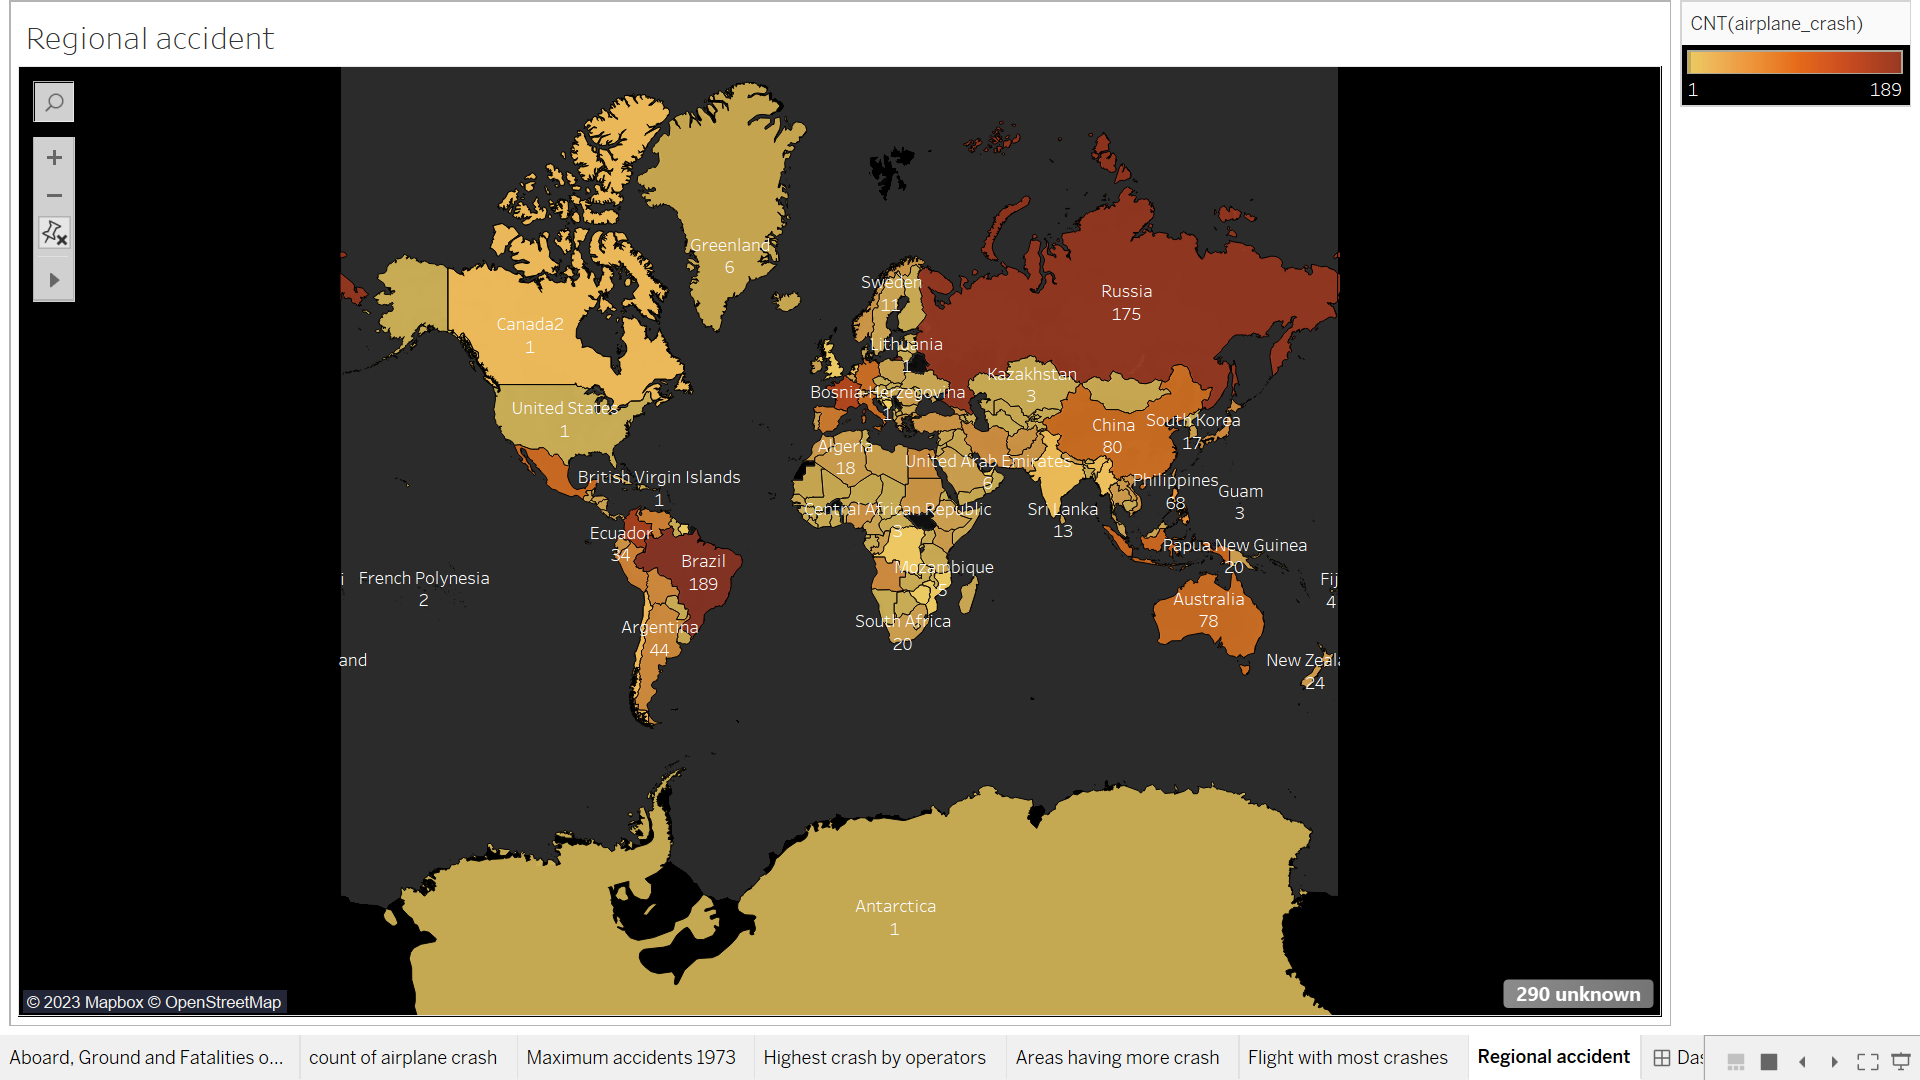 Regional accident
CNT(airplane_crash)
1
189
Greenland
6
Sweden
11
Russia
175
Canada2
1
Lithuania
1
Kazakhstan
3
Bosnia-Herzegovina
1
United States
1
China
80
South Korea
17
Algeria
18
United Arab Emirates
6
British Virgin Islands
1
Philippines
68
Guam
3
Central African Republic
3
Sri Lanka
13
Ecuador
34
Papua New Guinea
20
Brazil
189
Mozambique
5
i
French Polynesia
2
Fij
4
Australia
78
South Africa
20
Argentina
44
and
New Zeala
24
Antarctica
1
© 2023 Mapbox © OpenStreetMap
290 unknown
Aboard, Ground and Fatalities o...
count of airplane crash
Maximum accidents 1973
Highest crash by operators
Areas having more crash
Flight with most crashes
Regional accident
Das